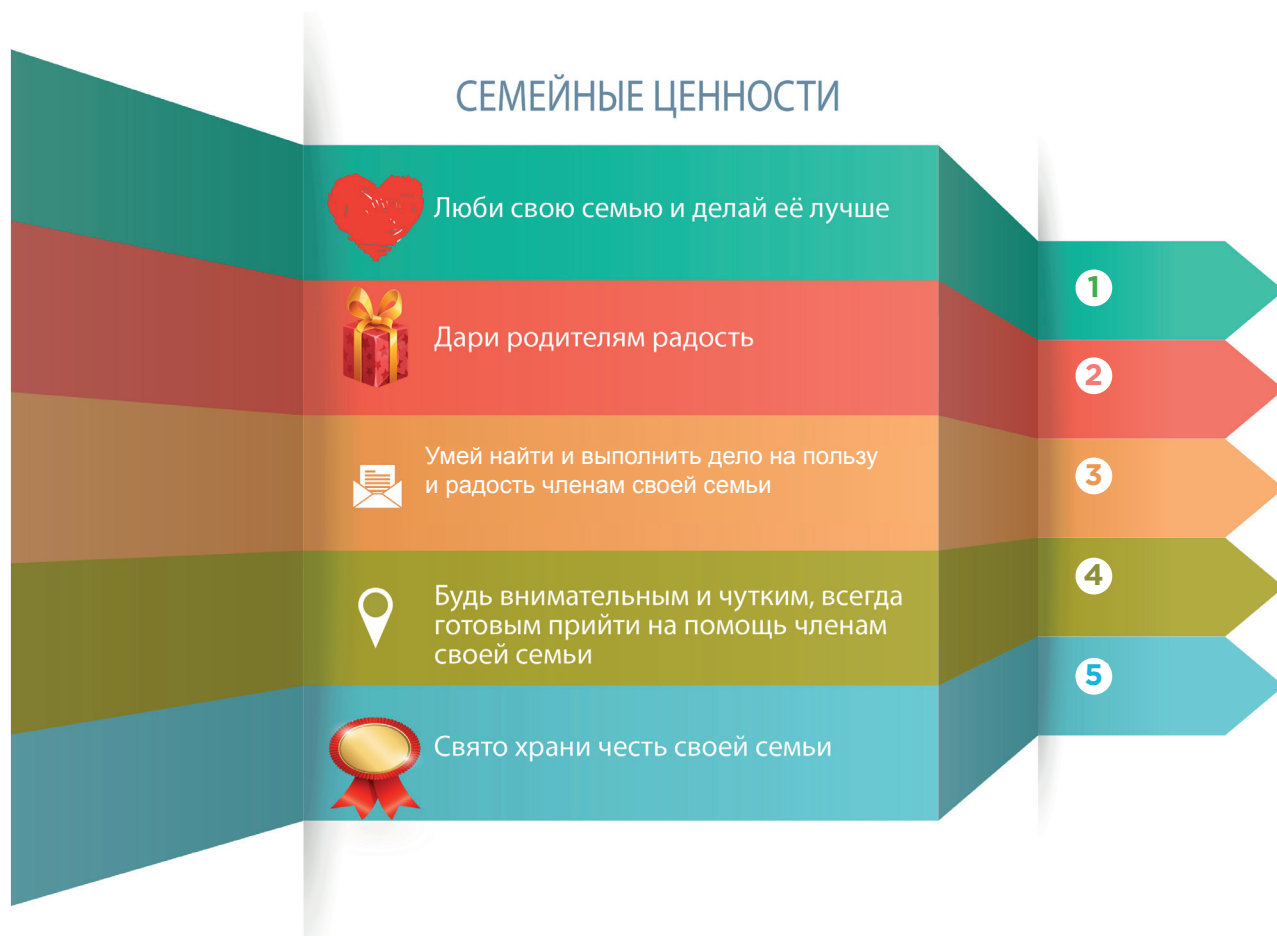 СЕМЕЙНЫЕ ЦЕННОСТИ
Люби свою семью и делай её лучше
1
Дари родителям радость
2
Умей найти и выполнить дело на пользу
и радость членам своей семьи
3
Будь внимательным и чутким, всегда
готовым прийти на помощь членам
своей семьи
4
Свято храни честь своей семьи
5